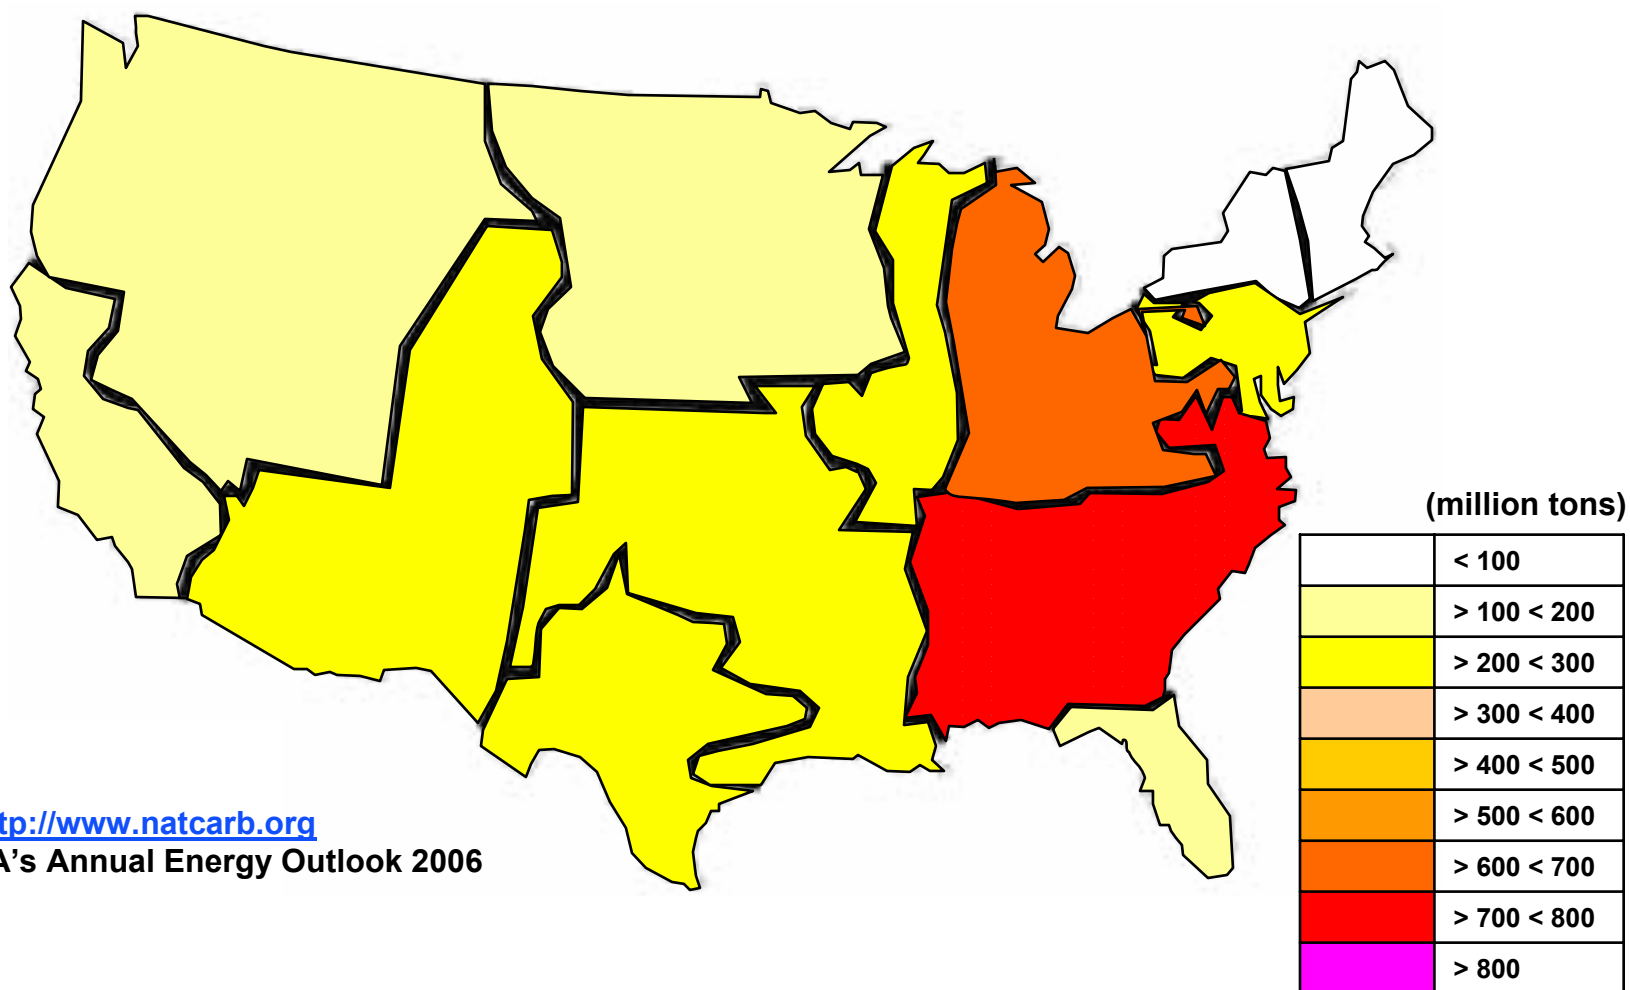 (million tons)
< 100
> 100 < 200
> 200 < 300
> 300 < 400
> 400 < 500
> 500 < 600
> 600 < 700
> 700 < 800
> 800
tp://www.natcarb.org
A’s Annual Energy Outlook 2006